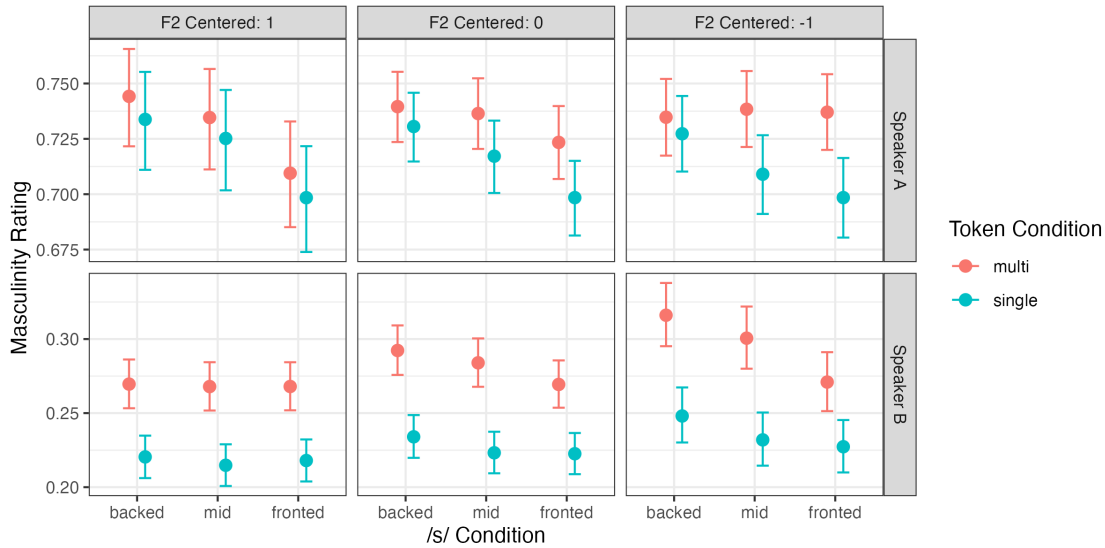 F2 Centered: 1
F2 Centered: 0
F2 Centered: -1
Masculinity Rating
0.750
0.725
0.700
0.675
Speaker A
0.30
0.25
0.20
Speaker B
backed mid fronted
backed mid fronted
backed mid fronted
/s/ Condition
Token Condition
multi
single